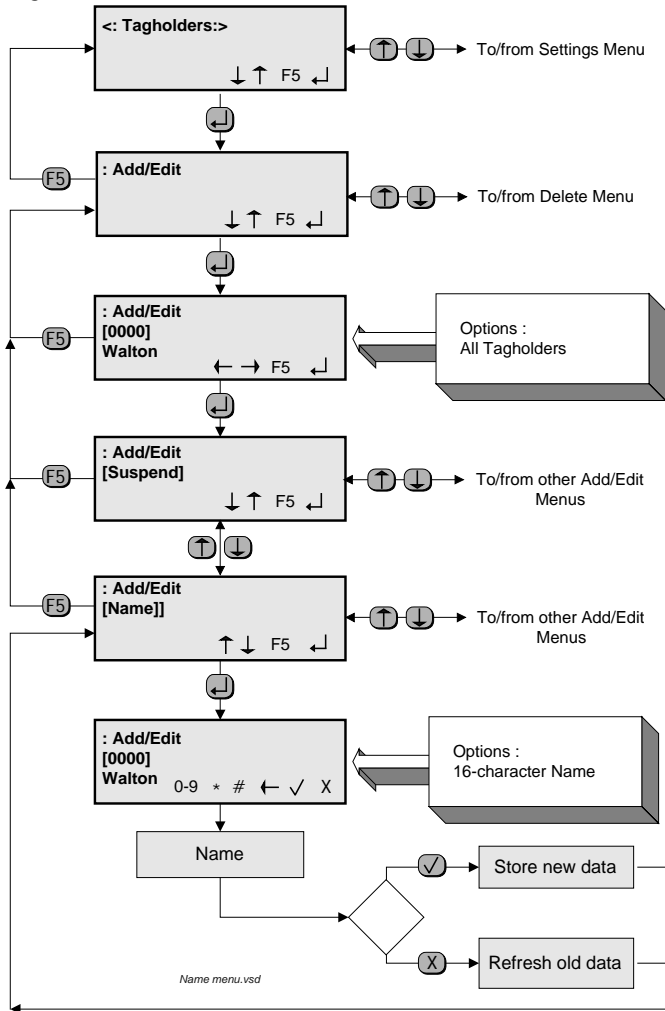 <: Tagholders:>
↓ ↑ F5 ↵
↑ ↓ To/from Settings Menu
↵
F5
: Add/Edit
↓ ↑ F5 ↵
↑ ↓ To/from Delete Menu
↵
F5
: Add/Edit
[0000]
Walton
← → F5 ↵
Options :
All Tagholders
↵
F5
: Add/Edit
[Suspend]
↓ ↑ F5 ↵
↑ ↓ To/from other Add/Edit
Menus
↑ ↓
F5
: Add/Edit
[Name]]
↑ ↓ F5 ↵
↑ ↓ To/from other Add/Edit
Menus
↵
: Add/Edit
[0000]
Walton 0-9 * # ← √ X
Options :
16-character Name
Name
√ Store new data
X Refresh old data
Name menu.vsd